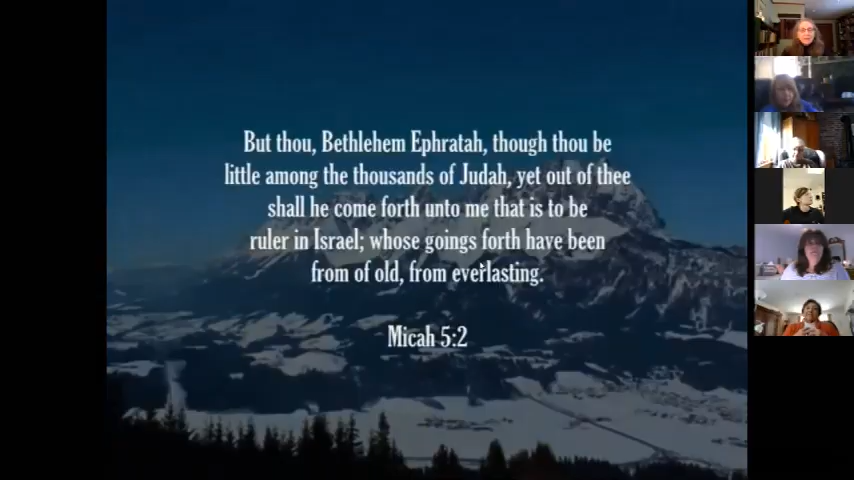 But thou, Bethlehem Ephratah, though thou be
little among the thousands of Judah, yet out of thee
shall he come forth unto me that is to be
ruler in Israel; whose goings forth have been
from of old, from everlasting.
Micah 5:2